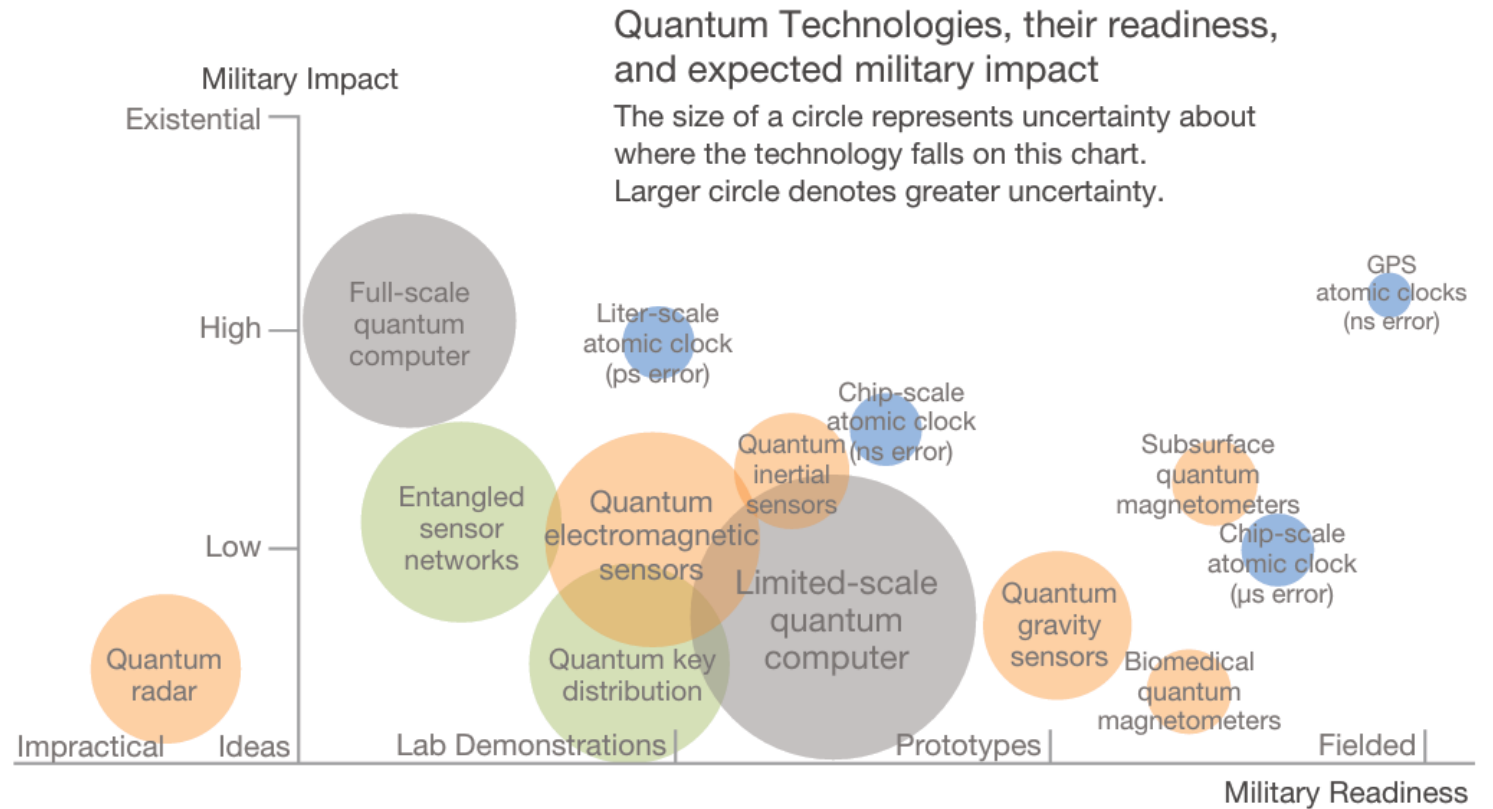 Quantum Technologies, their readiness,
and expected military impact
The size of a circle represents uncertainty about
where the technology falls on this chart.
Larger circle denotes greater uncertainty.
Military Impact
Existential
High
Low
Full-scale
quantum
computer
Liter-scale
atomic clock
(ps error)
GPS
atomic clocks
(ns error)
Chip-scale
atomic clock
(ns error)
Quantum
inertial
sensors
Subsurface
quantum
magnetometers
Entangled
sensor
networks
Quantum
electromagnetic
sensors
Chip-scale
atomic clock
(µs error)
Limited-scale
quantum
computer
Quantum
gravity
sensors
Quantum
radar
Quantum key
distribution
Biomedical
quantum
magnetometers
Impractical
Ideas
Lab Demonstrations
Prototypes
Fielded
Military Readiness